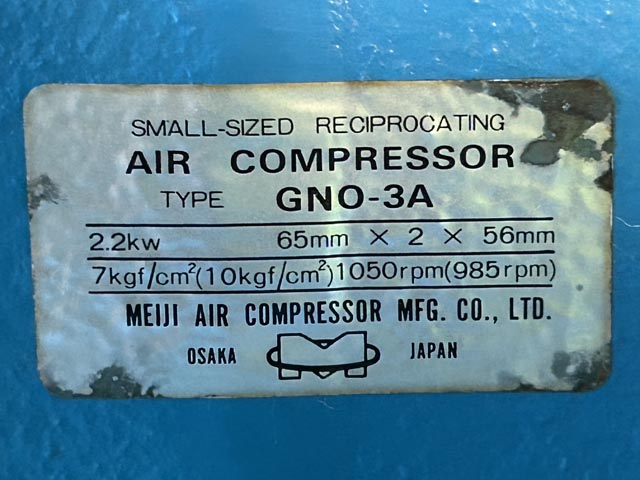 SMALL-SIZED RECIPROCATING
AIR COMPRESSOR
TYPE GNO-3A
2.2kw 65mm × 2 × 56mm
7kgf/cm²(10kgf/cm²)1050rpm(985rpm)
MEIJI AIR COMPRESSOR MFG. CO., LTD.
OSAKA JAPAN